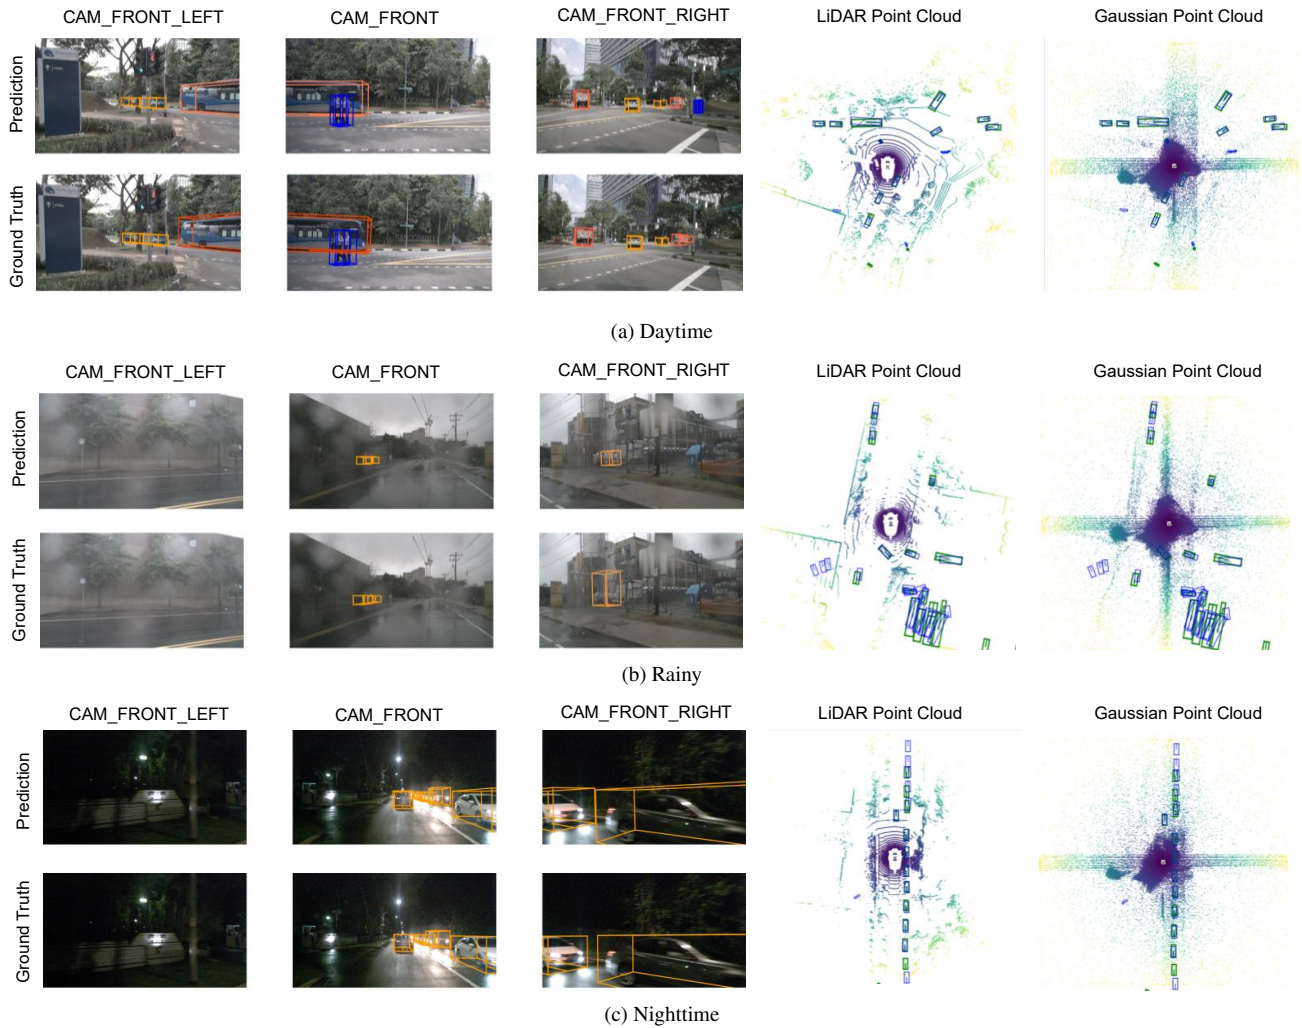 CAM_FRONT_LEFT CAM_FRONT CAM_FRONT_RIGHT LiDAR Point Cloud Gaussian Point Cloud
Prediction
Ground Truth
(a) Daytime
CAM_FRONT_LEFT CAM_FRONT CAM_FRONT_RIGHT LiDAR Point Cloud Gaussian Point Cloud
Prediction
Ground Truth
(b) Rainy
CAM_FRONT_LEFT CAM_FRONT CAM_FRONT_RIGHT LiDAR Point Cloud Gaussian Point Cloud
Prediction
Ground Truth
(c) Nighttime